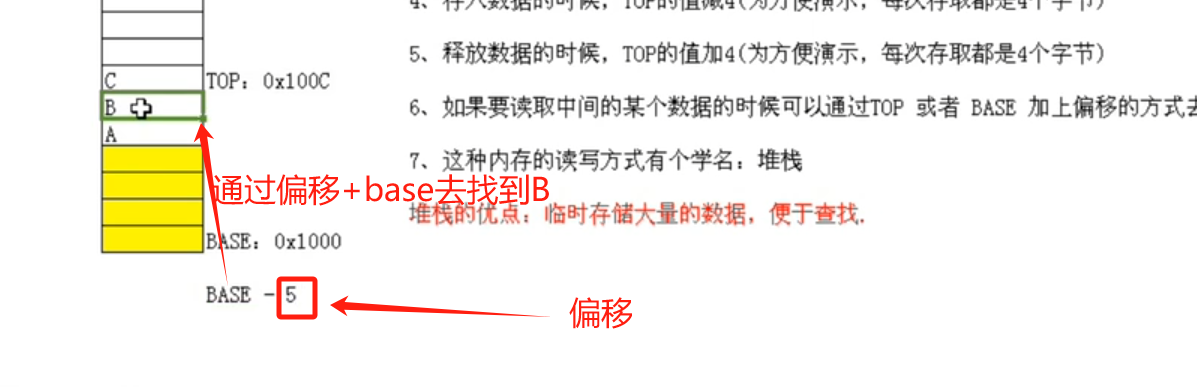 4、存入数据的时候，TOP的值减4(为方便演示，每次存取都是4个字节)
5、释放数据的时候，TOP的值加4(为方便演示，每次存取都是4个字节)
C
TOP：0x100C
B
6、如果要读取中间的某个数据的时候可以通过TOP 或者 BASE 加上偏移的方式去
A
7、这种内存的读写方式有个学名：堆栈
通过偏移+base去找到B
堆栈的优点：临时存储大量的数据，便于查找.
BASE：0x1000
BASE - 5
偏移